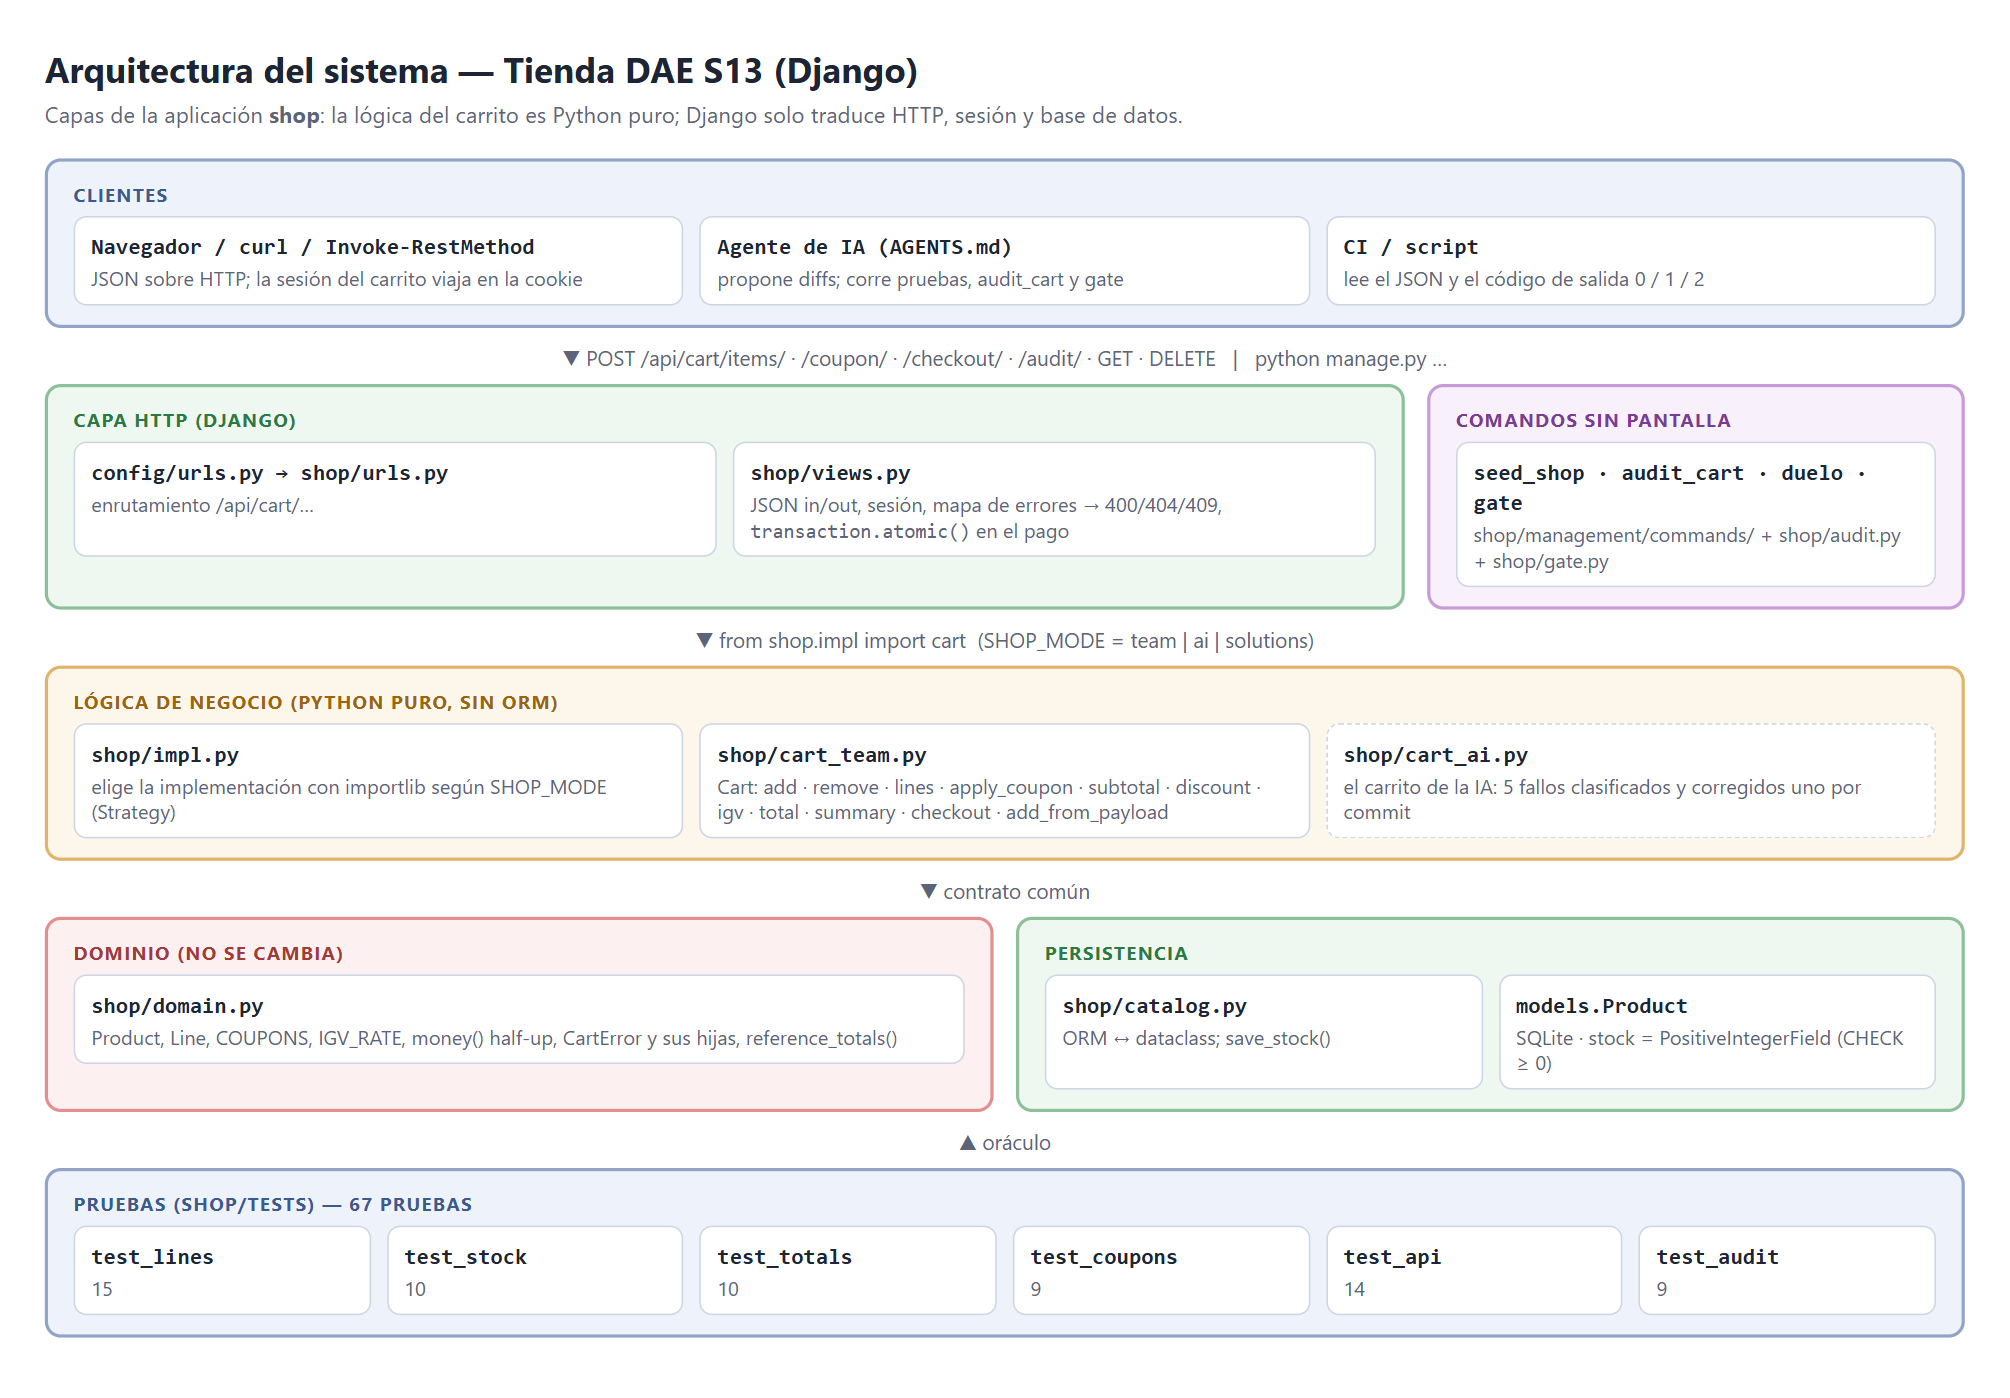 Arquitectura del sistema — Tienda DAE S13 (Django)
Capas de la aplicación shop: la lógica del carrito es Python puro; Django solo traduce HTTP, sesión y base de datos.
CLIENTES
Navegador / curl / Invoke-RestMethod
JSON sobre HTTP; la sesión del carrito viaja en la cookie
Agente de IA (AGENTS.md)
propone diffs; corre pruebas, audit_cart y gate
CI / script
lee el JSON y el código de salida 0 / 1 / 2
▼ POST /api/cart/items/ · /coupon/ · /checkout/ · /audit/ · GET · DELETE | python manage.py ...
CAPA HTTP (DJANGO)
config/urls.py → shop/urls.py
enrutamiento /api/cart/...
shop/views.py
JSON in/out, sesión, mapa de errores → 400/404/409,
transaction.atomic() en el pago
COMANDOS SIN PANTALLA
seed_shop · audit_cart · duelo ·
gate
shop/management/commands/ + shop/audit.py
+ shop/gate.py
▼ from shop.impl import cart (SHOP_MODE = team | ai | solutions)
LÓGICA DE NEGOCIO (PYTHON PURO, SIN ORM)
shop/impl.py
elige la implementación con importlib según SHOP_MODE
(Strategy)
shop/cart_team.py
Cart: add · remove · lines · apply_coupon · subtotal · discount ·
igv · total · summary · checkout · add_from_payload
shop/cart_ai.py
el carrito de la IA: 5 fallos clasificados y corregidos uno por
commit
▼ contrato común
DOMINIO (NO SE CAMBIA)
shop/domain.py
Product, Line, COUPONS, IGV_RATE, money() half-up, CartError y sus hijas, reference_totals()
PERSISTENCIA
shop/catalog.py
ORM ↔ dataclass; save_stock()
models.Product
SQLite · stock = PositiveIntegerField (CHECK
≥ 0)
▲ oráculo
PRUEBAS (SHOP/TESTS) — 67 PRUEBAS
test_lines
15
test_stock
10
test_totals
10
test_coupons
9
test_api
14
test_audit
9